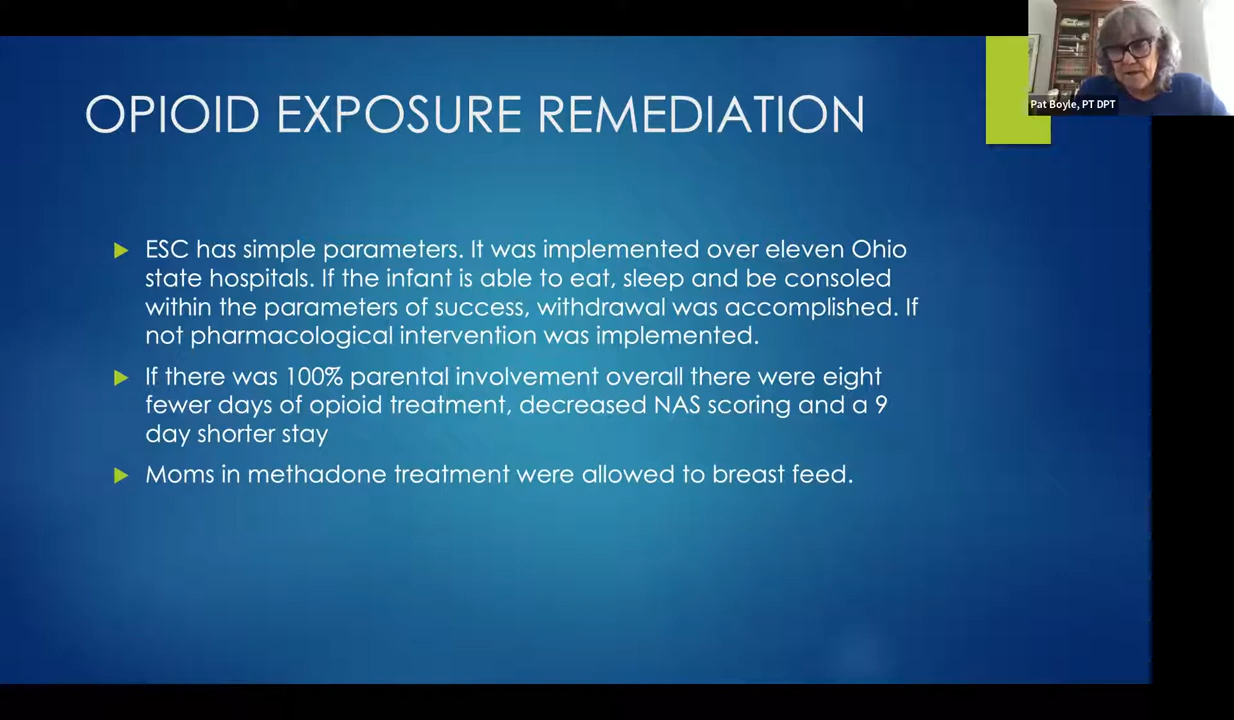 OPIOID EXPOSURE REMEDIATION
Pat Boyle, PT DPT
ESC has simple parameters. It was implemented over eleven Ohio
state hospitals. If the infant is able to eat, sleep and be consoled
within the parameters of success, withdrawal was accomplished. If
not pharmacological intervention was implemented.
If there was 100% parental involvement overall there were eight
fewer days of opioid treatment, decreased NAS scoring and a 9
day shorter stay
Moms in methadone treatment were allowed to breast feed.